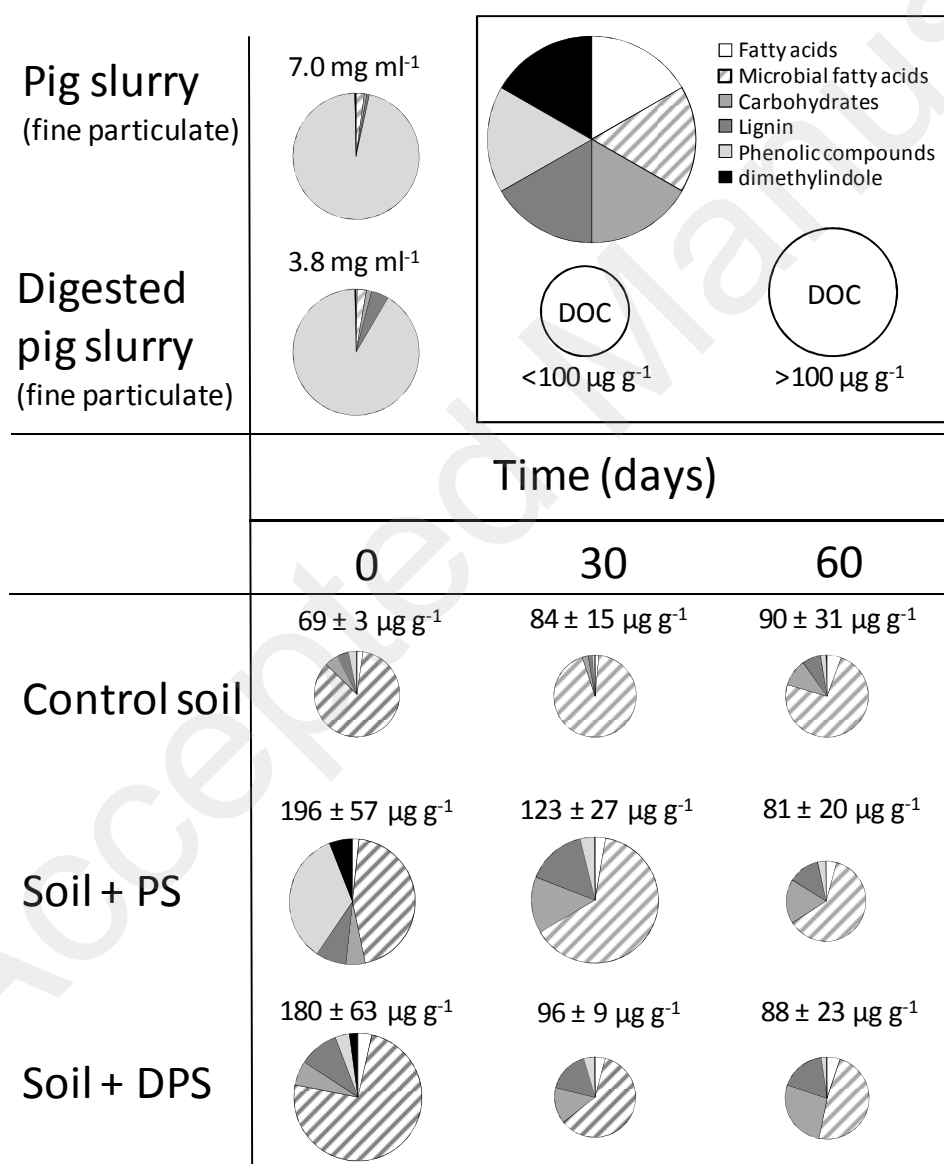 Pig slurry
(fine particulate)
7.0 mg ml⁻¹
Digested
pig slurry
(fine particulate)
3.8 mg ml⁻¹
Fatty acids
Microbial fatty acids
Carbohydrates
Lignin
Phenolic compounds
dimethylindole
DOC
<100 µg g⁻¹
DOC
>100 µg g⁻¹
Time (days)
0 30 60
Control soil
69 ± 3 µg g⁻¹ 84 ± 15 µg g⁻¹ 90 ± 31 µg g⁻¹
Soil + PS
196 ± 57 µg g⁻¹ 123 ± 27 µg g⁻¹ 81 ± 20 µg g⁻¹
Soil + DPS
180 ± 63 µg g⁻¹ 96 ± 9 µg g⁻¹ 88 ± 23 µg g⁻¹
Accepted Manus